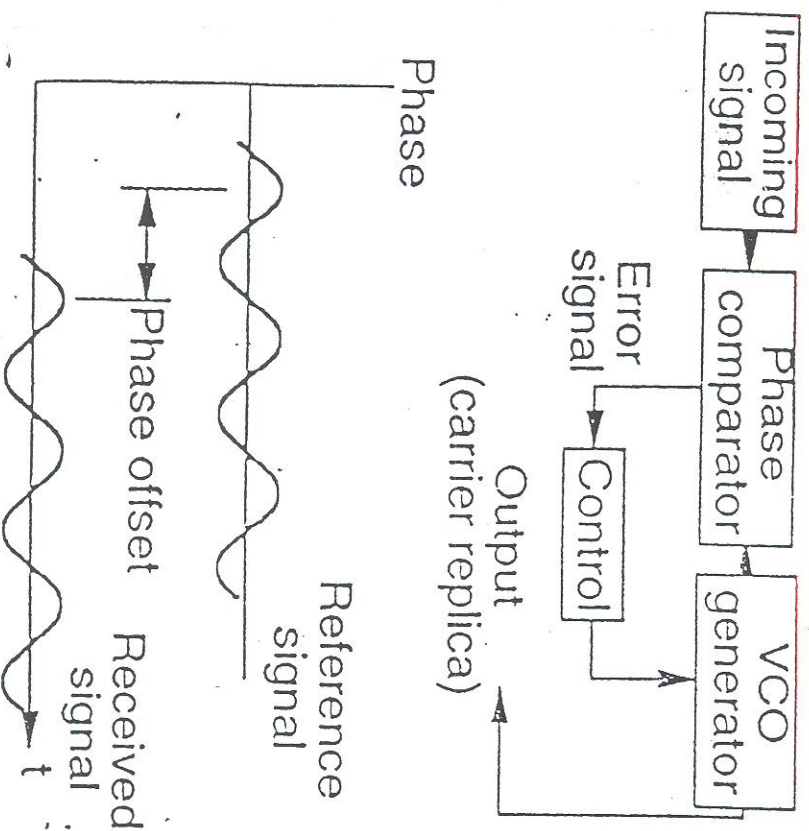 Incoming
signal
Phase
comparator
VCO
generator
Error
signal
Control
Output
(carrier replica)
Phase
Reference
signal
Phase offset
Received
signal
t